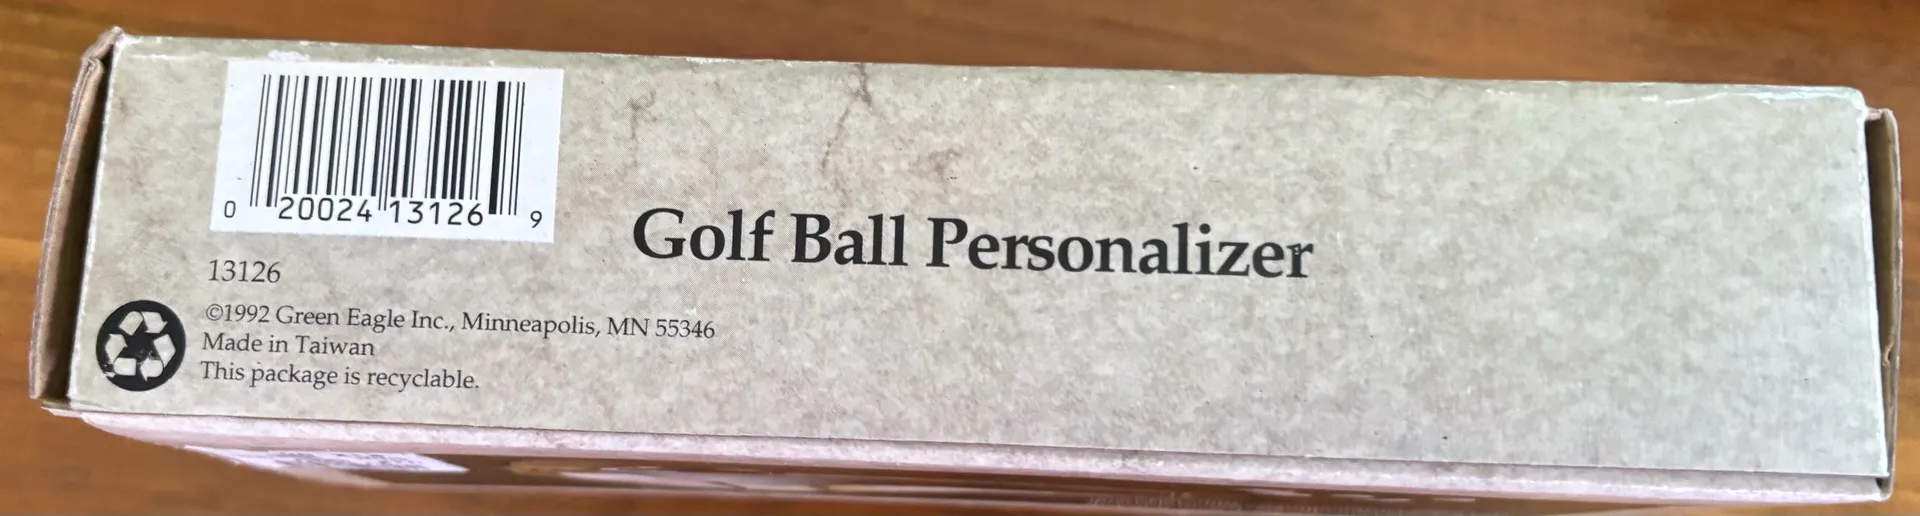 0 20024 13126 9
Golf Ball Personalizer
13126
©1992 Green Eagle Inc., Minneapolis, MN 55346
Made in Taiwan
This package is recyclable.